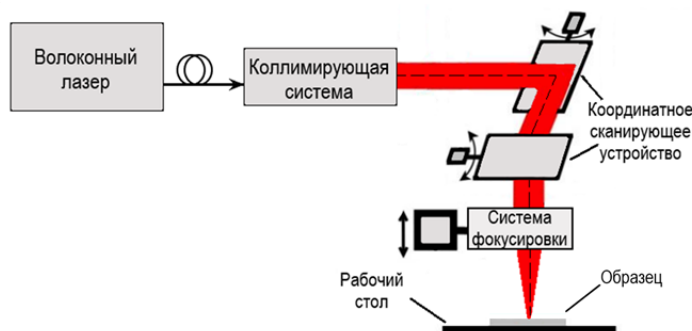 Волоконный
лазер
Коллимирующая
система
Координатное
сканирующее
устройство
Система
фокусировки
Рабочий
стол
Образец